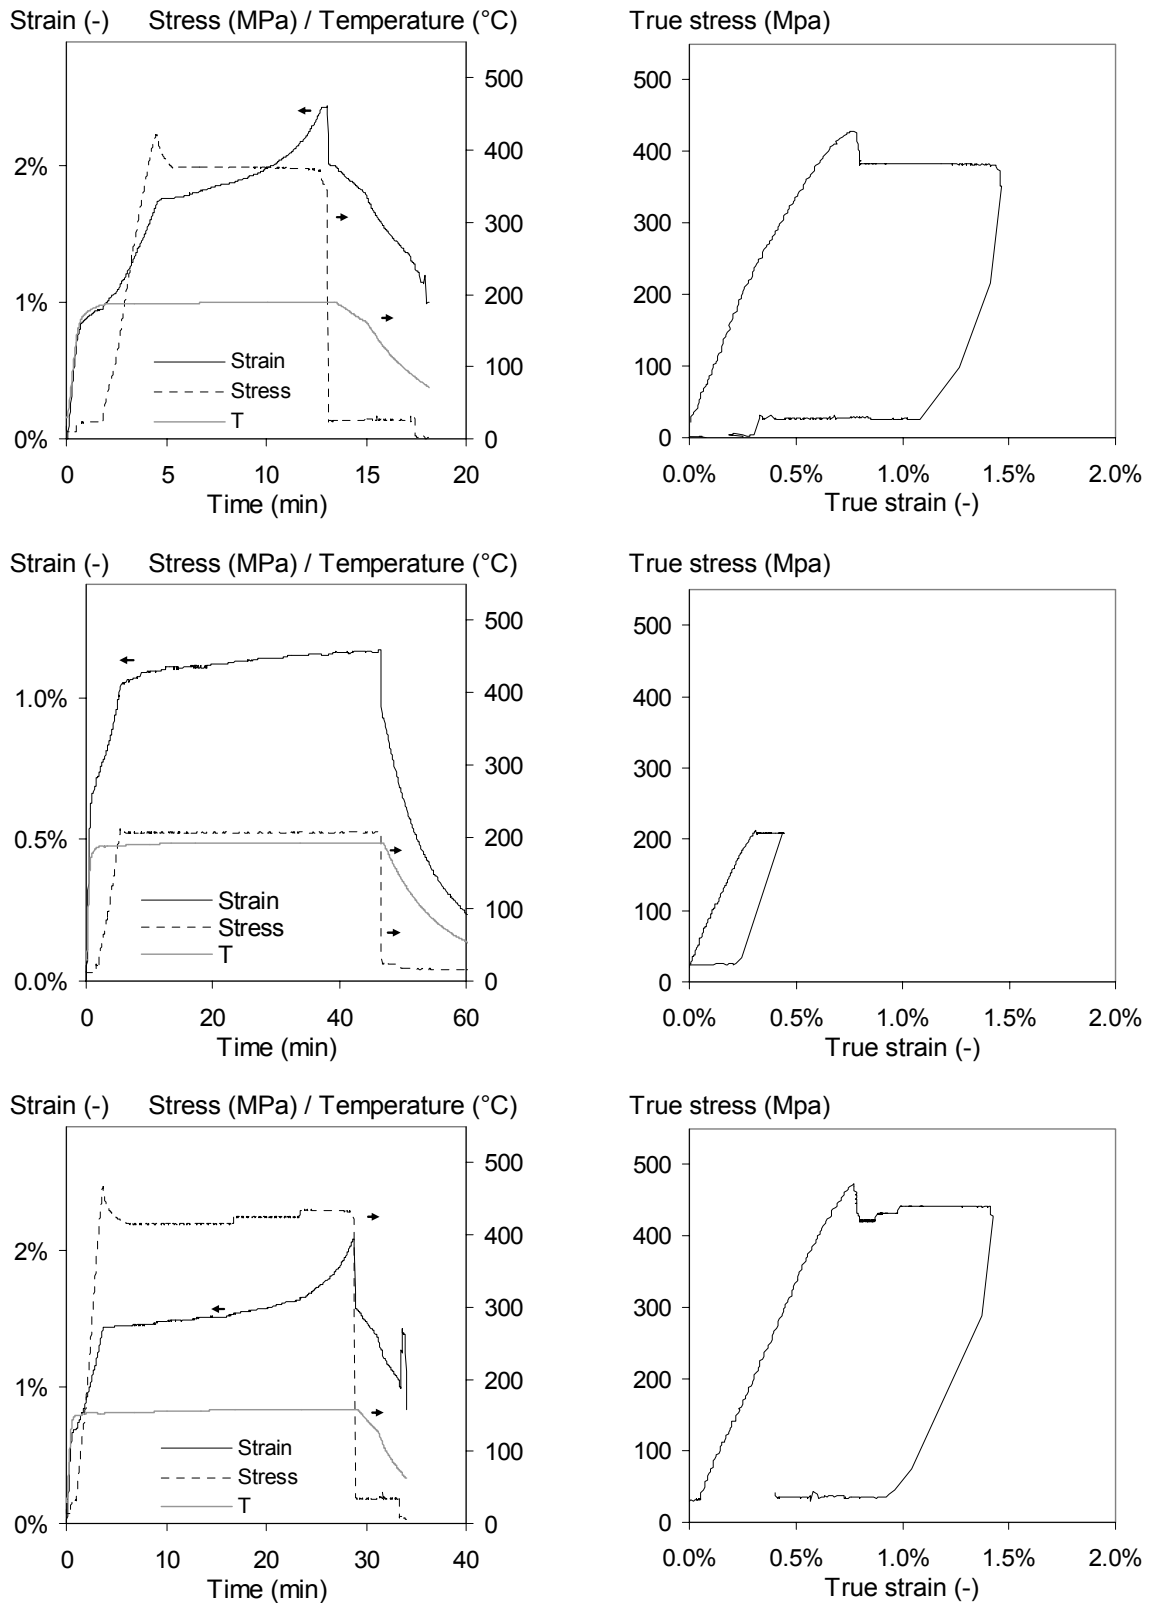 Strain (-) Stress (MPa) / Temperature (°C)
500
400
300
200
100
0
2%
1%
0%
Strain
Stress
T
0 5 10 15 20
Time (min)
True stress (Mpa)
500
400
300
200
100
0
0.0% 0.5% 1.0% 1.5% 2.0%
True strain (-)
Strain (-) Stress (MPa) / Temperature (°C)
500
400
300
200
100
0
1.0%
0.5%
0.0%
Strain
Stress
T
0 20 40 60
Time (min)
True stress (Mpa)
500
400
300
200
100
0
0.0% 0.5% 1.0% 1.5% 2.0%
True strain (-)
Strain (-) Stress (MPa) / Temperature (°C)
500
400
300
200
100
0
2%
1%
0%
Strain
Stress
T
0 10 20 30 40
Time (min)
True stress (Mpa)
500
400
300
200
100
0
0.0% 0.5% 1.0% 1.5% 2.0%
True strain (-)